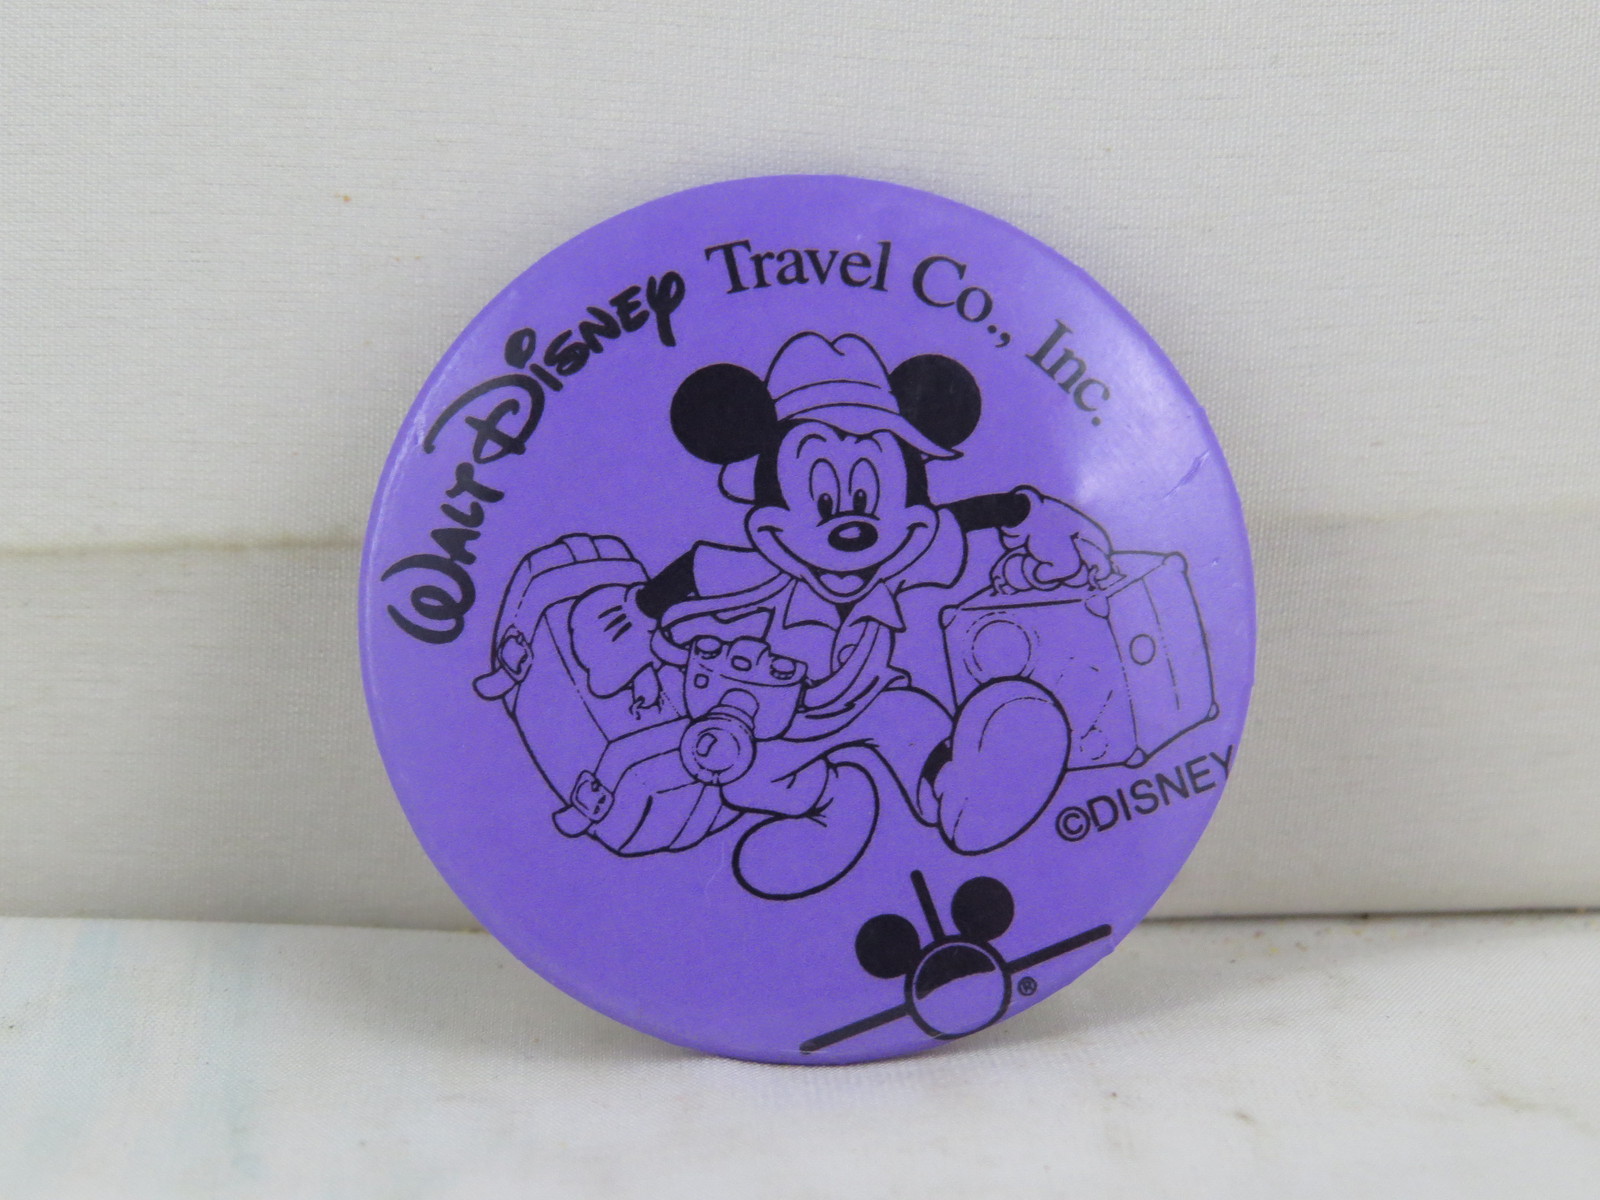 WALT DISNEY Travel Co., Inc.
©DISNEY
®